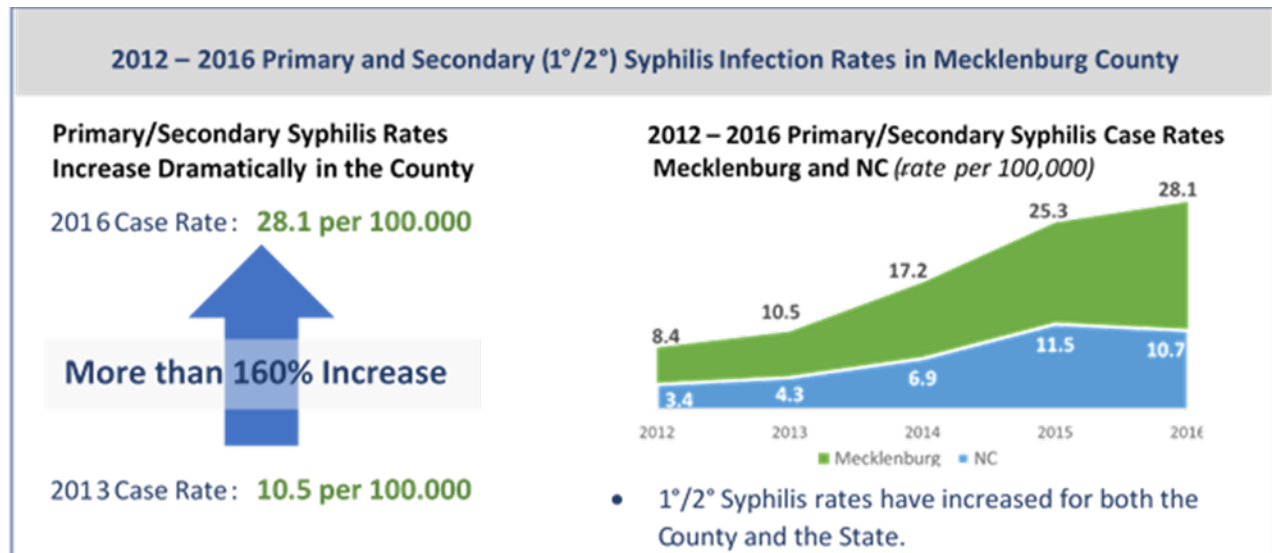 2012 – 2016 Primary and Secondary (1°/2°) Syphilis Infection Rates in Mecklenburg County
Primary/Secondary Syphilis Rates
Increase Dramatically in the County
2016 Case Rate: 28.1 per 100.000
More than 160% Increase
2013 Case Rate: 10.5 per 100.000
2012 – 2016 Primary/Secondary Syphilis Case Rates
Mecklenburg and NC (rate per 100,000)
28.1
25.3
17.2
10.5
8.4
11.5
10.7
6.9
4.3
3.4
2012 2013 2014 2015 2016
Mecklenburg NC
• 1°/2° Syphilis rates have increased for both the
County and the State.